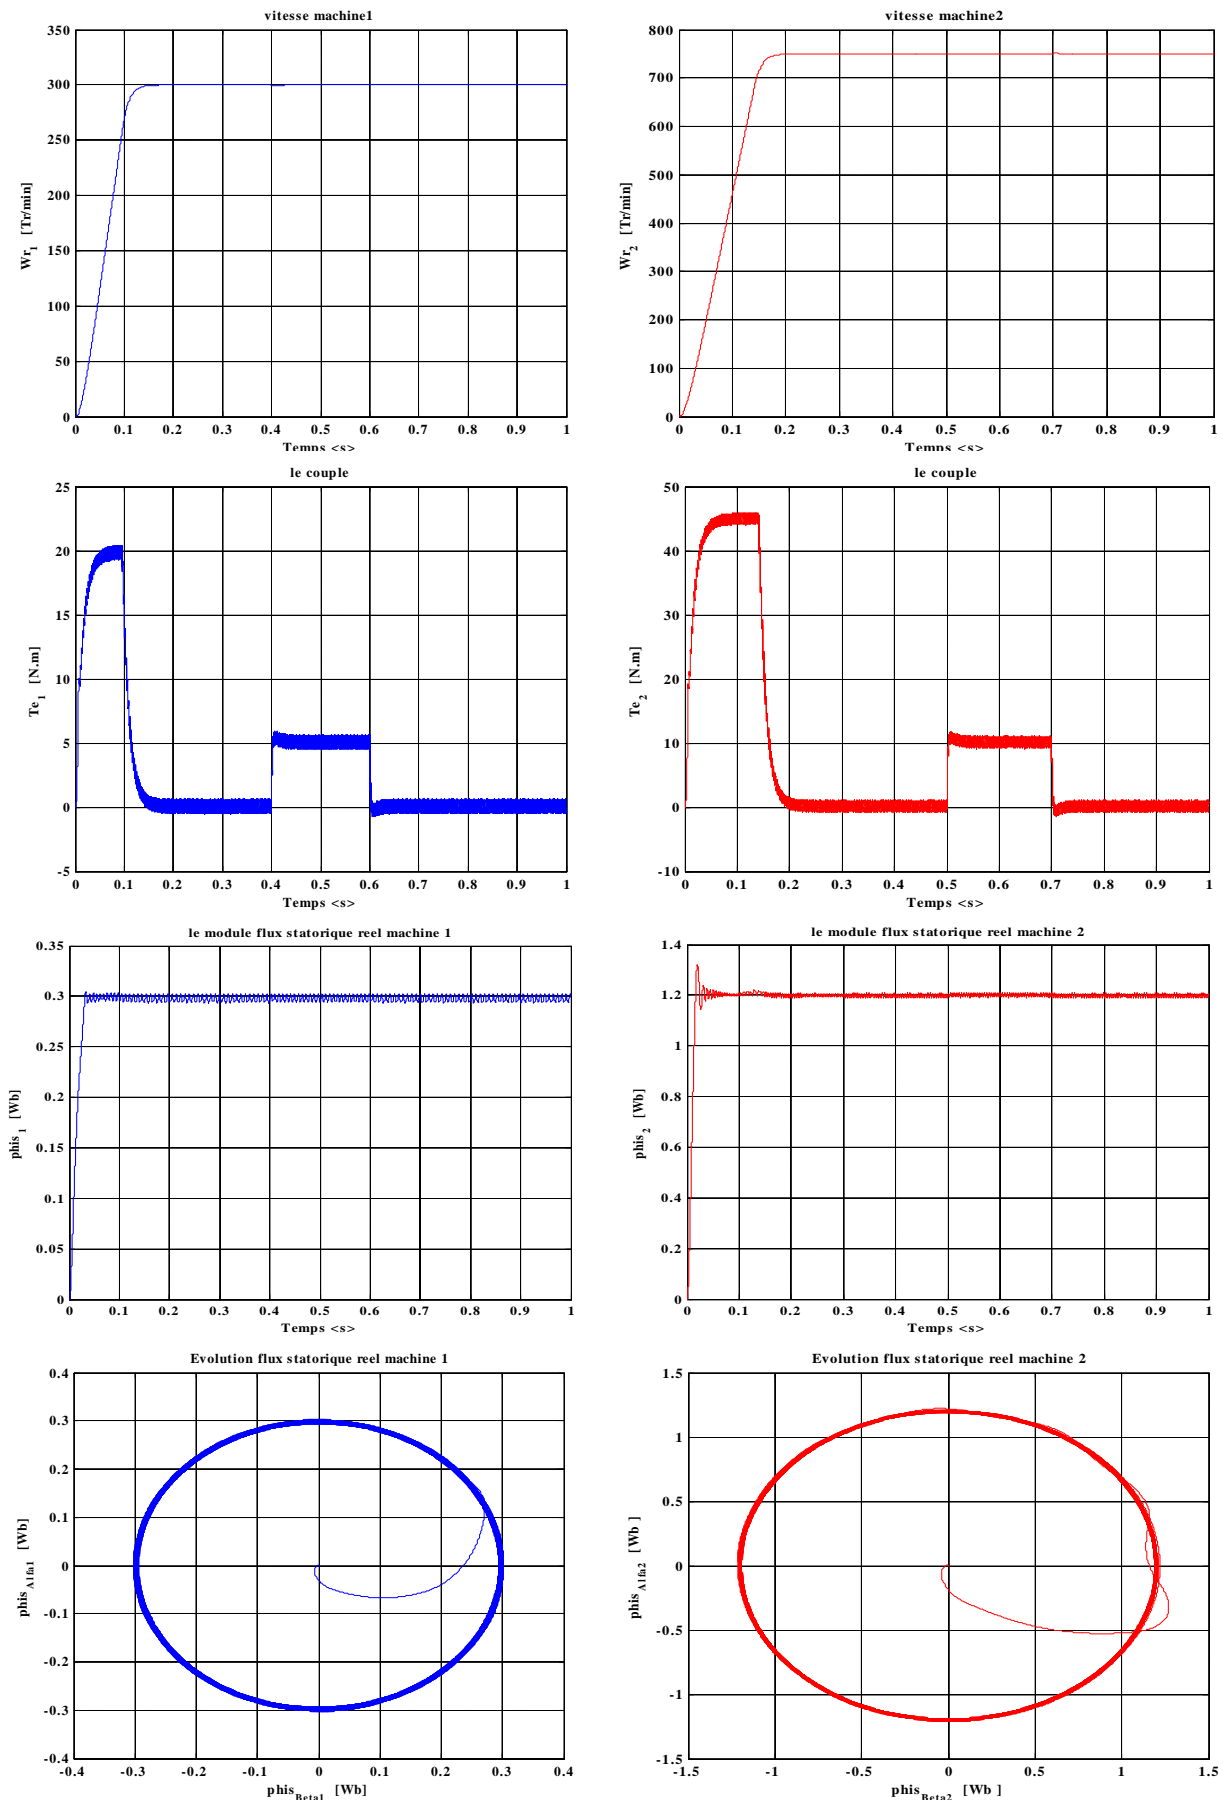 vitesse machine1
350
300
250
200
150
100
50
0
Wr1 [Tr/min]
0 0.1 0.2 0.3 0.4 0.5 0.6 0.7 0.8 0.9 1
Temps <s>
vitesse machine2
800
700
600
500
400
300
200
100
0
Wr2 [Tr/min]
0 0.1 0.2 0.3 0.4 0.5 0.6 0.7 0.8 0.9 1
Temps <s>
le couple
25
20
15
10
5
0
-5
Te1 [N.m]
0 0.1 0.2 0.3 0.4 0.5 0.6 0.7 0.8 0.9 1
Temps <s>
le couple
50
40
30
20
10
0
-10
Te2 [N.m]
0 0.1 0.2 0.3 0.4 0.5 0.6 0.7 0.8 0.9 1
Temps <s>
le module flux statorique reel machine 1
0.35
0.3
0.25
0.2
0.15
0.1
0.05
0
phis1 [Wb]
0 0.1 0.2 0.3 0.4 0.5 0.6 0.7 0.8 0.9 1
Temps <s>
le module flux statorique reel machine 2
1.4
1.2
1
0.8
0.6
0.4
0.2
0
phis2 [Wb]
0 0.1 0.2 0.3 0.4 0.5 0.6 0.7 0.8 0.9 1
Temps <s>
Evolution flux statorique reel machine 1
0.4
0.3
0.2
0.1
0
-0.1
-0.2
-0.3
-0.4
phisAlfa1 [Wb]
-0.4 -0.3 -0.2 -0.1 0 0.1 0.2 0.3 0.4
phisBeta1 [Wb]
Evolution flux statorique reel machine 2
1.5
1
0.5
0
-0.5
-1
-1.5
phisAlfa2 [Wb ]
-1.5 -1 -0.5 0 0.5 1 1.5
phisBeta2 [Wb ]